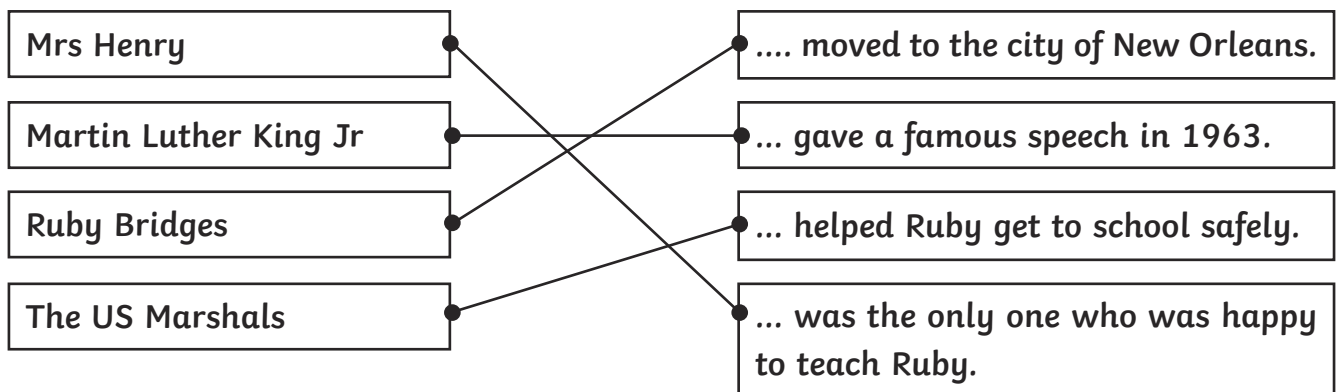 Mrs Henry
.... moved to the city of New Orleans.
Martin Luther King Jr
... gave a famous speech in 1963.
Ruby Bridges
... helped Ruby get to school safely.
The US Marshals
... was the only one who was happy
to teach Ruby.